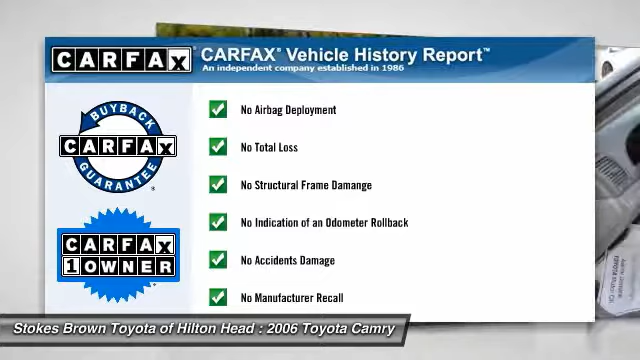 CARFAX
CARFAX® Vehicle History Report™
An independent company established in 1986
BUYBACK
CARFAX
GUARANTEE
®
CARFAX
1 OWNER
No Airbag Deployment
No Total Loss
No Structural Frame Damange
No Indication of an Odometer Rollback
No Accidents Damage
No Manufacturer Recall
Stokes Brown Toyota of Hilton Head : 2006 Toyota Camry